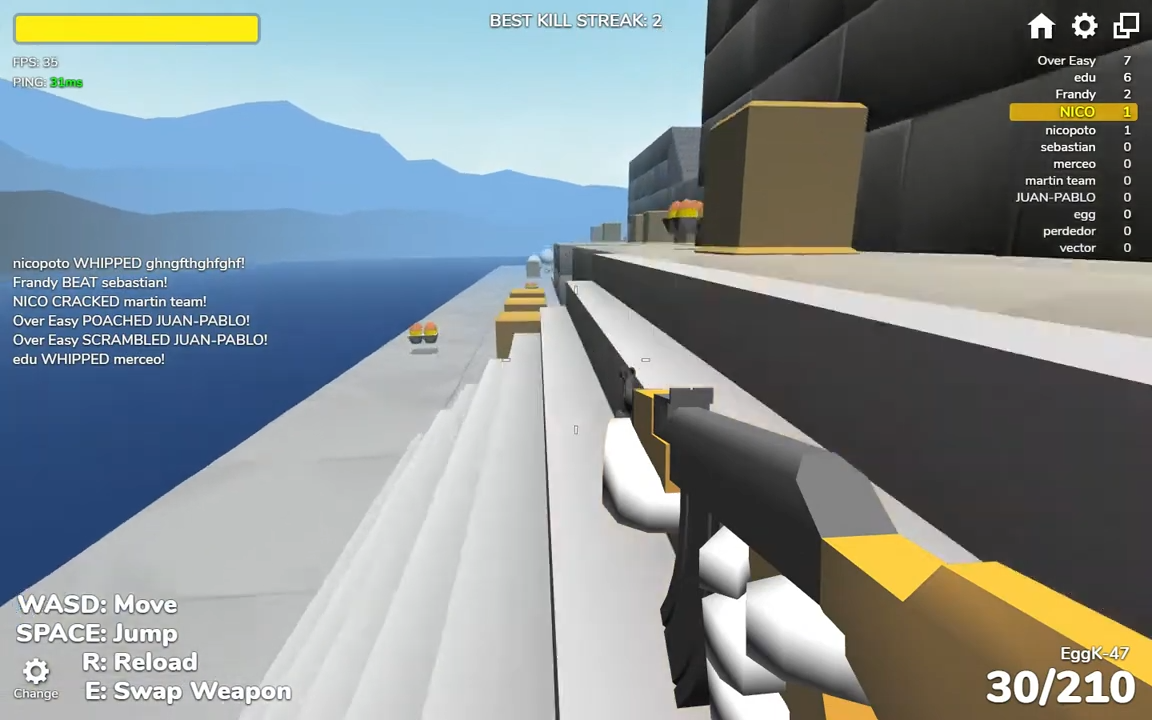 BEST KILL STREAK: 2
FPS: 36
PING: 31ms
Over Easy 7
edu 6
Frandy 2
NICO 1
nicopoto 1
sebastian 0
merceo 0
martin team 0
JUAN-PABLO 0
egg 0
perdedor 0
vector 0
nicopoto WHIPPED ghngfthghfghf!
Frandy BEAT sebastian!
NICO CRACKED martin team!
Over Easy POACHED JUAN-PABLO!
Over Easy SCRAMBLED JUAN-PABLO!
edu WHIPPED merceo!
WASD: Move
SPACE: Jump
R: Reload
E: Swap Weapon
Change
EggK-47
30/210